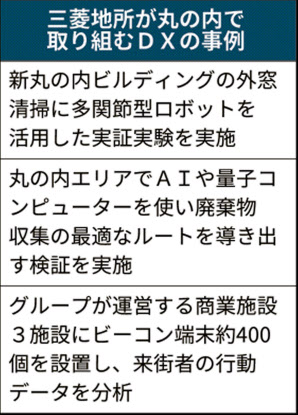 三菱地所が丸の内で
取り組むＤＸの事例
新丸の内ビルディングの外窓
清掃に多関節型ロボットを
活用した実証実験を実施
丸の内エリアでＡＩや量子コ
ンピューターを使い廃棄物
収集の最適なルートを導き出
す検証を実施
グループが運営する商業施設
３施設にビーコン端末約400
個を設置し、来街者の行動
データを分析